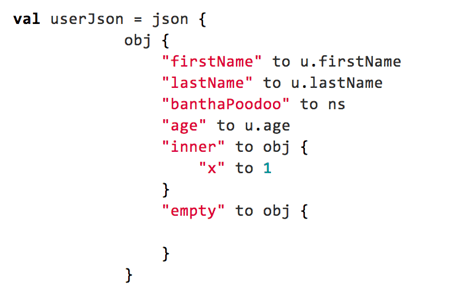 val userJson = json {
obj {
"firstName" to u.firstName
"lastName" to u.lastName
"banthaPoodoo" to ns
"age" to u.age
"inner" to obj {
"x" to 1
}
"empty" to obj {
}
}